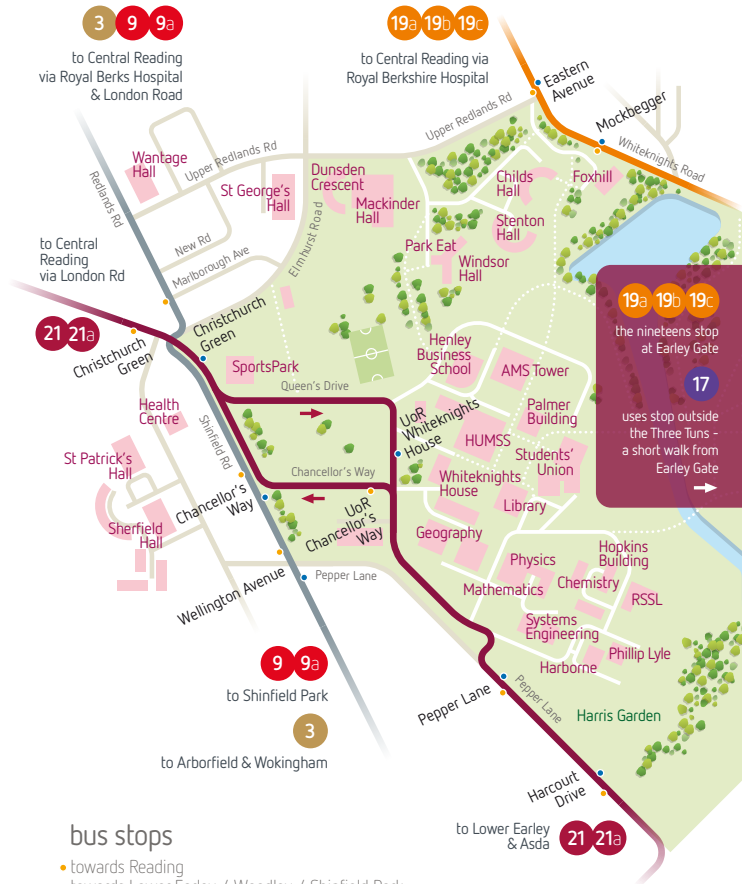 3 9 9a
to Central Reading
via Royal Berks Hospital
& London Road
19a 19b 19c
to Central Reading via
Royal Berkshire Hospital
Eastern
Avenue
Mockbegger
Whiteknights Road
Upper Redlands Rd
Wantage
Hall
Upper Redlands Rd
Redlands Rd
St George's
Hall
Dunsden
Crescent
Mackinder
Hall
Childs
Hall
Foxhill
Stenton
Hall
Park Eat
Windsor
Hall
New Rd
Marlborough Ave
Elmhurst Road
to Central
Reading
via London Rd
21 21a
Christchurch
Green
Christchurch
Green
19a 19b 19c
the nineteens stop
at Earley Gate
17
uses stop outside
the Three Tuns -
a short walk from
Earley Gate
SportsPark
Queen's Drive
Henley
Business
School
AMS Tower
UoR
Whiteknights
House
Palmer
Building
HUMSS
Students'
Union
Health
Centre
Shinfield Rd
St Patrick's
Hall
Chancellor's Way
Whiteknights
House
Library
Chancellor's
Way
UoR
Chancellor's
Way
Geography
Sherfield
Hall
Physics
Hopkins
Building
Chemistry
Mathematics
RSSL
Wellington Avenue
Pepper Lane
Systems
Engineering
Phillip Lyle
Harborne
9 9a
to Shinfield Park
3
to Arborfield & Wokingham
Pepper Lane
Pepper Lane
Harris Garden
Harcourt
Drive
to Lower Earley
& Asda
21 21a
bus stops
towards Reading
towards Lower Earley / Woodley / Shinfield Park